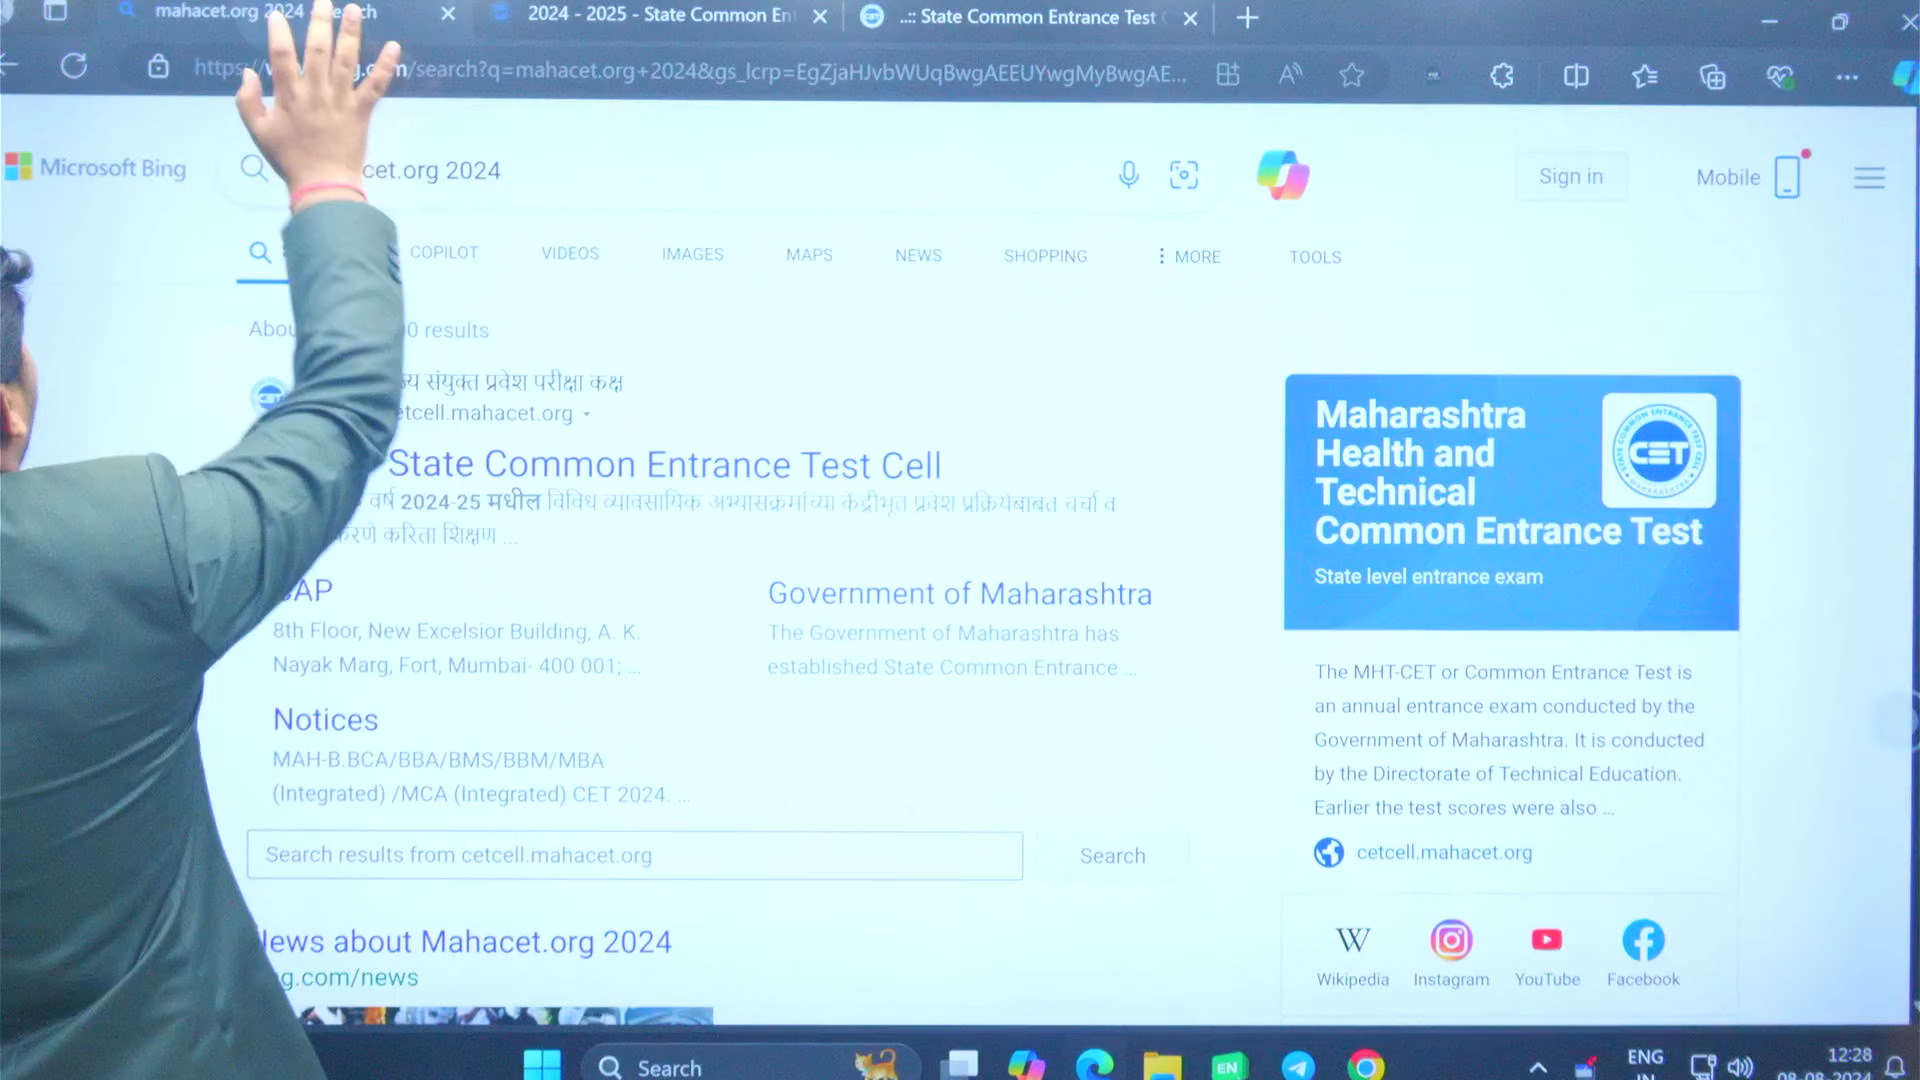 mahacet.org 2024
2024 - 2025 - State Common En
..:: State Common Entrance Test
/search?q=mahacet.org+2024&gs_lcrp=EgZjaHJvbWUqBwgAEEUYwgMyBwgAE...
Microsoft Bing
cet.org 2024
Sign in
Mobile
COPILOT
VIDEOS
IMAGES
MAPS
NEWS
SHOPPING
MORE
TOOLS
0 results
संयुक्त प्रवेश परीक्षा कक्ष
etcell.mahacet.org
State Common Entrance Test Cell
वर्ष 2024-25 मधील विविध व्यावसायिक अभ्यासक्रमांच्या केंद्रीभूत प्रवेश प्रक्रियेबाबत चर्चा व
करिता शिक्षण ...
AP
8th Floor, New Excelsior Building, A. K.
Nayak Marg, Fort, Mumbai- 400 001; ...
Government of Maharashtra
The Government of Maharashtra has
established State Common Entrance ...
Notices
MAH-B.BCA/BBA/BMS/BBM/MBA
(Integrated) /MCA (Integrated) CET 2024. ...
Search results from cetcell.mahacet.org
Search
News about Mahacet.org 2024
g.com/news
Maharashtra
Health and
Technical
Common Entrance Test
State level entrance exam
CET
The MHT-CET or Common Entrance Test is
an annual entrance exam conducted by the
Government of Maharashtra. It is conducted
by the Directorate of Technical Education.
Earlier the test scores were also ...
cetcell.mahacet.org
Wikipedia
Instagram
YouTube
Facebook
Search
EN
ENG
IN
12:28
08-08-2024